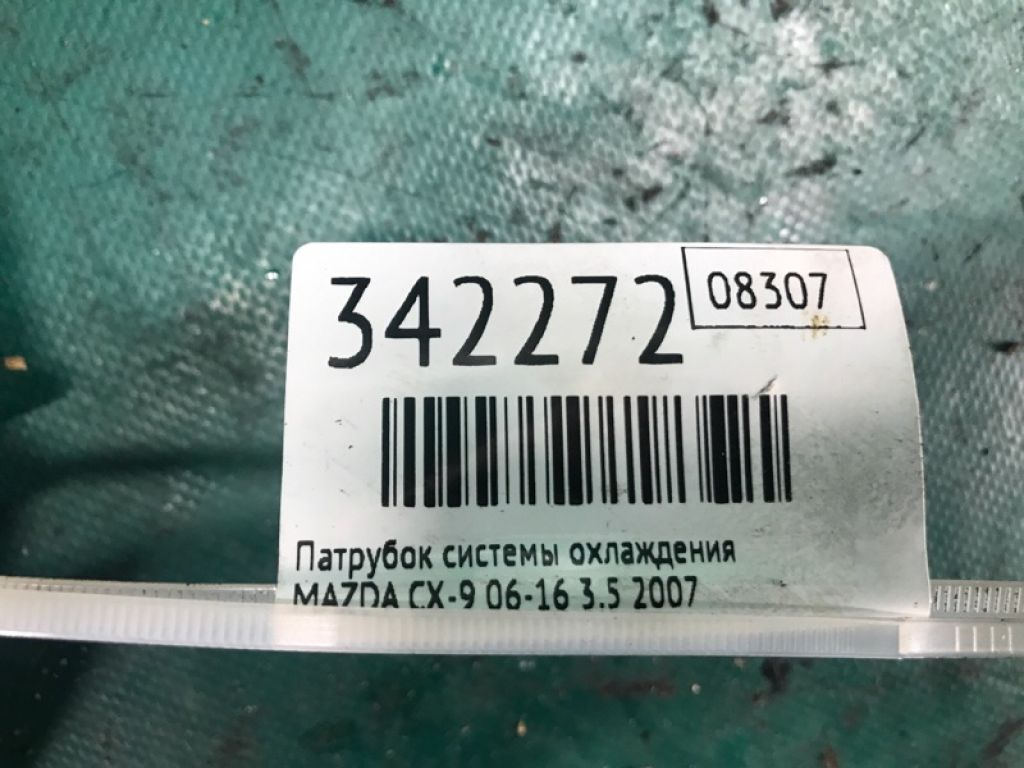 342272
08307
Патрубок системы охлаждения
MAZDA CX-9 06-16 3.5 2007